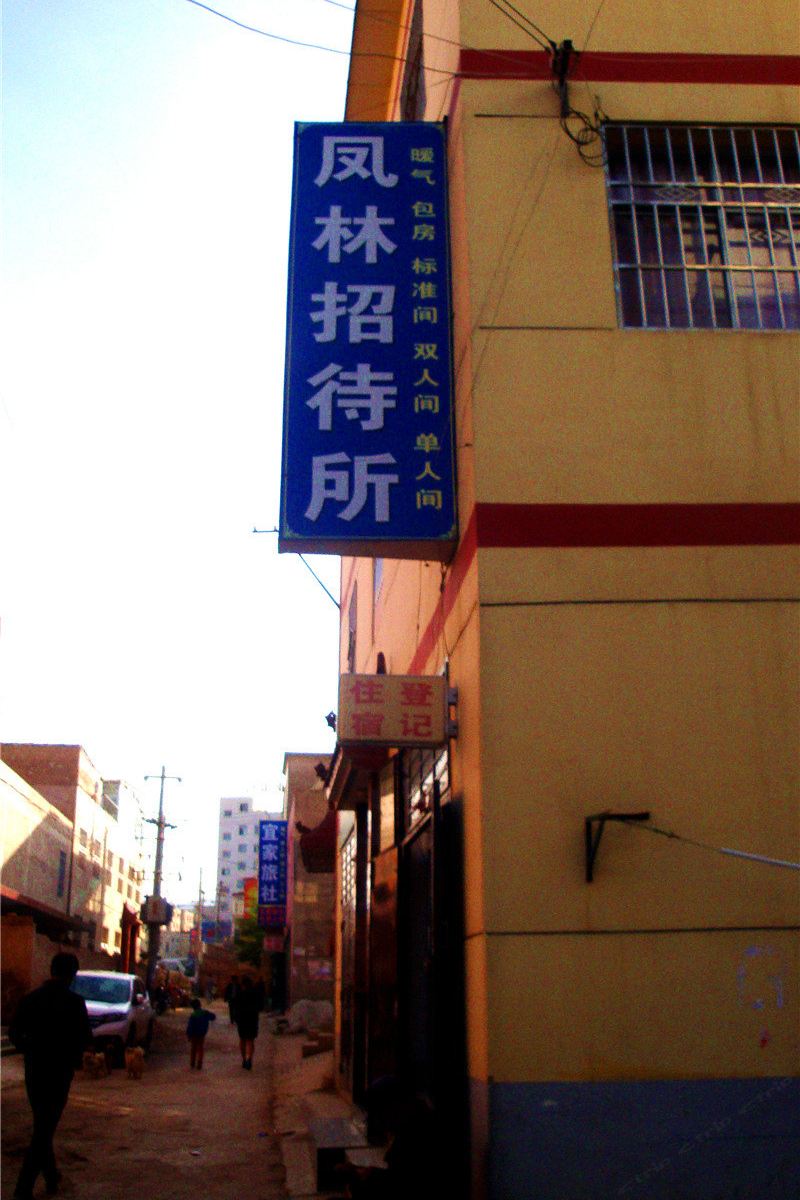 凤林招待所
暖气 包房 标准间 双人间 单人间
住登
宿记
宜家旅社